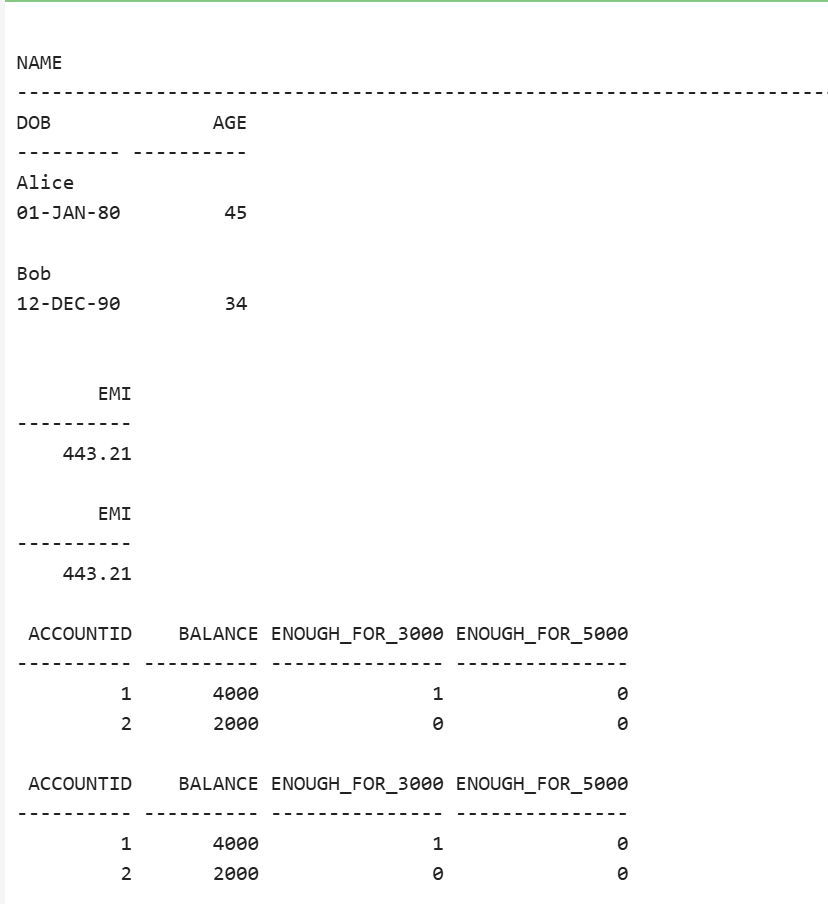 NAME
--------------------------------------------------------------------------------
DOB              AGE
--------- ----------
Alice
01-JAN-80         45
Bob
12-DEC-90         34
       EMI
----------
    443.21
       EMI
----------
    443.21
 ACCOUNTID    BALANCE ENOUGH_FOR_3000 ENOUGH_FOR_5000
---------- ---------- --------------- ---------------
         1       4000               1               0
         2       2000               0               0
 ACCOUNTID    BALANCE ENOUGH_FOR_3000 ENOUGH_FOR_5000
---------- ---------- --------------- ---------------
         1       4000               1               0
         2       2000               0               0